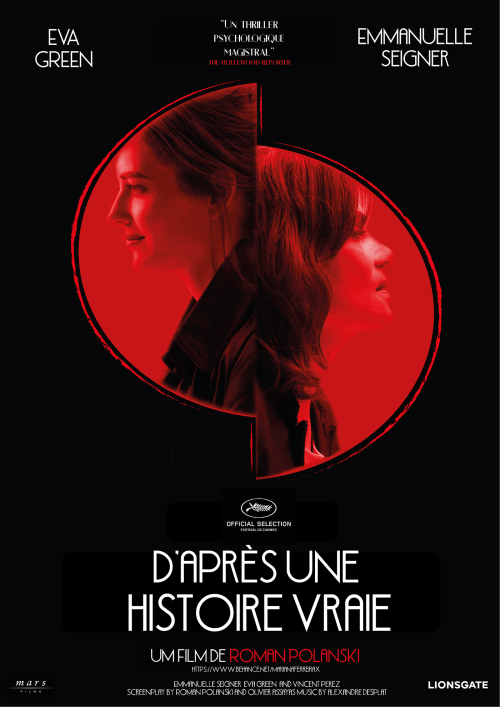 EVA
GREEN
"UN THRILLER
PSYCHOLOGIQUE
MAGISTRAL"
THE HOLLYWOOD REPORTER
EMMANUELLE
SEIGNER
OFFICIAL SELECTION
FESTIVAL DE CANNES
D'APRÈS UNE
HISTOIRE VRAIE
UM FILM DE ROMAN POLANSKI
HTTPS://WWW.BEHANCE.NET/MARIANAFERRERAX
EMMANUELLE SEIGNER EVA GREEN AND VINCENT PEREZ
SCREENPLAY BY ROMAN POLANSKI AND OLIVIER ASSAYAS MUSIC BY ALEXANDRE DESPLAT
mars
FILMS
LIONSGATE